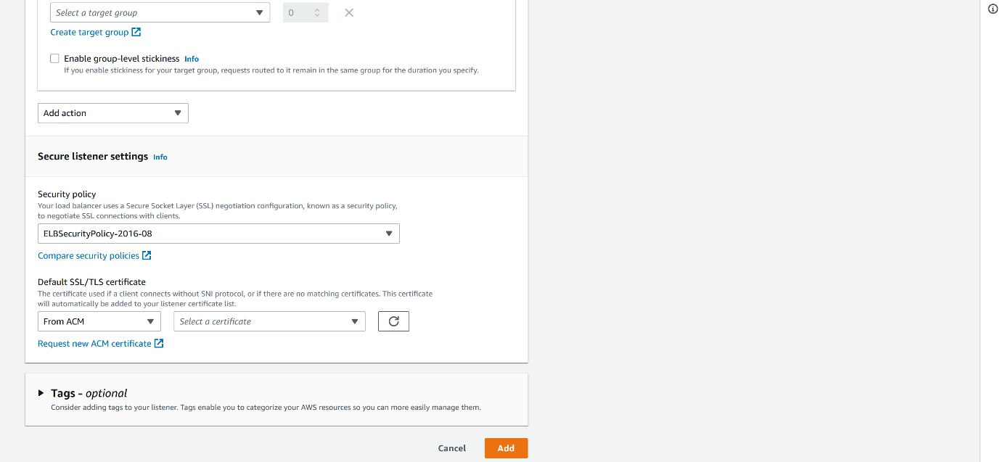 Select a target group
0
Create target group
Enable group-level stickiness Info
If you enable stickiness for your target group, requests routed to it remain in the same group for the duration you specify.
Add action
Secure listener settings Info
Security policy
Your load balancer uses a Secure Socket Layer (SSL) negotiation configuration, known as a security policy,
to negotiate SSL connections with clients.
ELBSecurityPolicy-2016-08
Compare security policies
Default SSL/TLS certificate
The certificate used if a client connects without SNI protocol, or if there are no matching certificates. This certificate
will automatically be added to your listener certificate list.
From ACM Select a certificate
Request new ACM certificate
Tags - optional
Consider adding tags to your listener. Tags enable you to categorize your AWS resources so you can more easily manage them.
Cancel Add